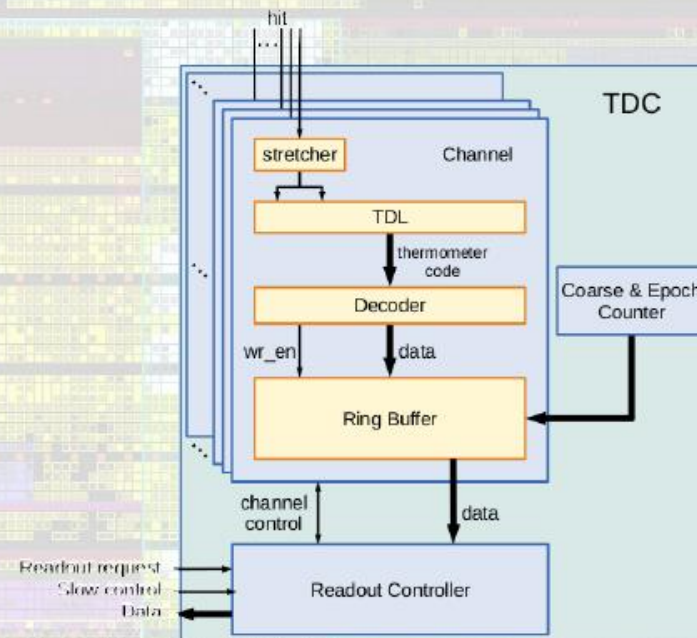 hit
TDC
stretcher
Channel
TDL
thermometer
code
Coarse & Epoch
Counter
Decoder
wr_en
data
Ring Buffer
channel
control
data
Readout request
Slow control
Data
Readout Controller